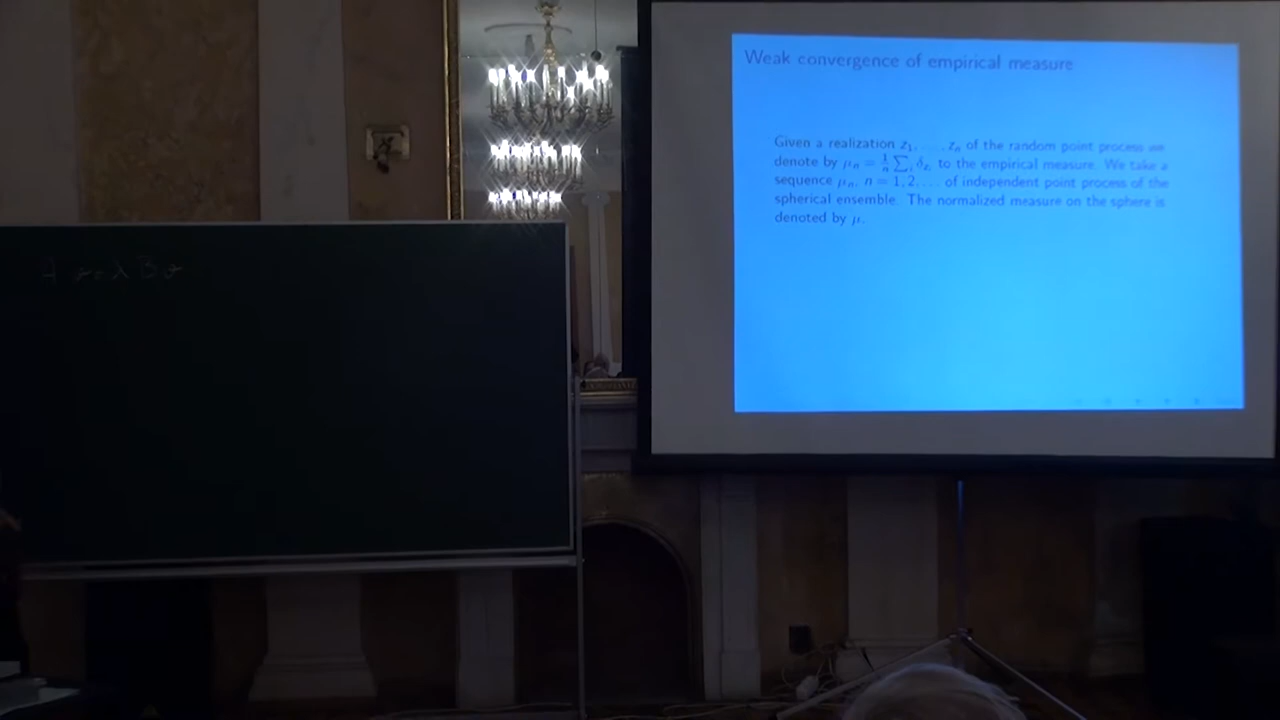 A v = λ B v
Weak convergence of empirical measure
Given a realization z₁, . . . , zₙ of the random point process we
denote by μₙ = 1/n ∑ᵢ δ_zᵢ to the empirical measure. We take a
sequence μₙ, n = 1, 2, . . . of independent point process of the
spherical ensemble. The normalized measure on the sphere is
denoted by μ.